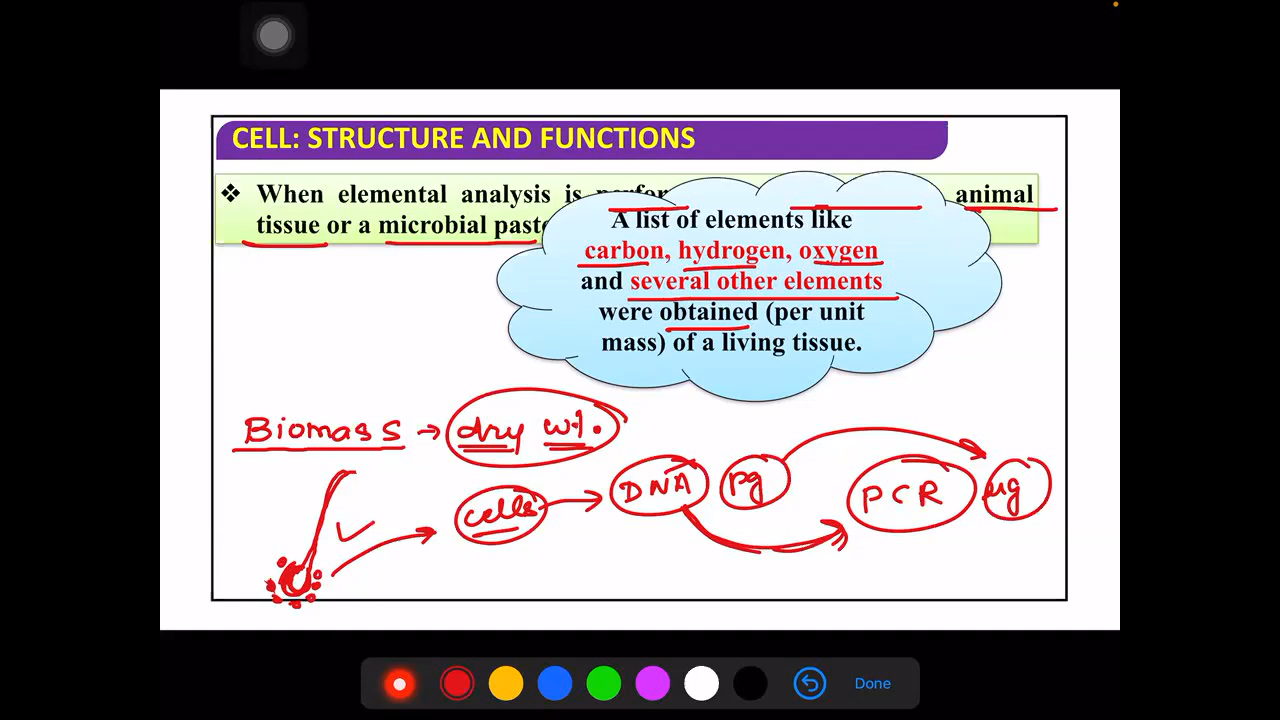 CELL: STRUCTURE AND FUNCTIONS
❖ When elemental analysis is animal
tissue or a microbial paste
A list of elements like
carbon, hydrogen, oxygen
and several other elements
were obtained (per unit
mass) of a living tissue.
Biomass → dry wt.
cells → DNA pg PCR µg
Done